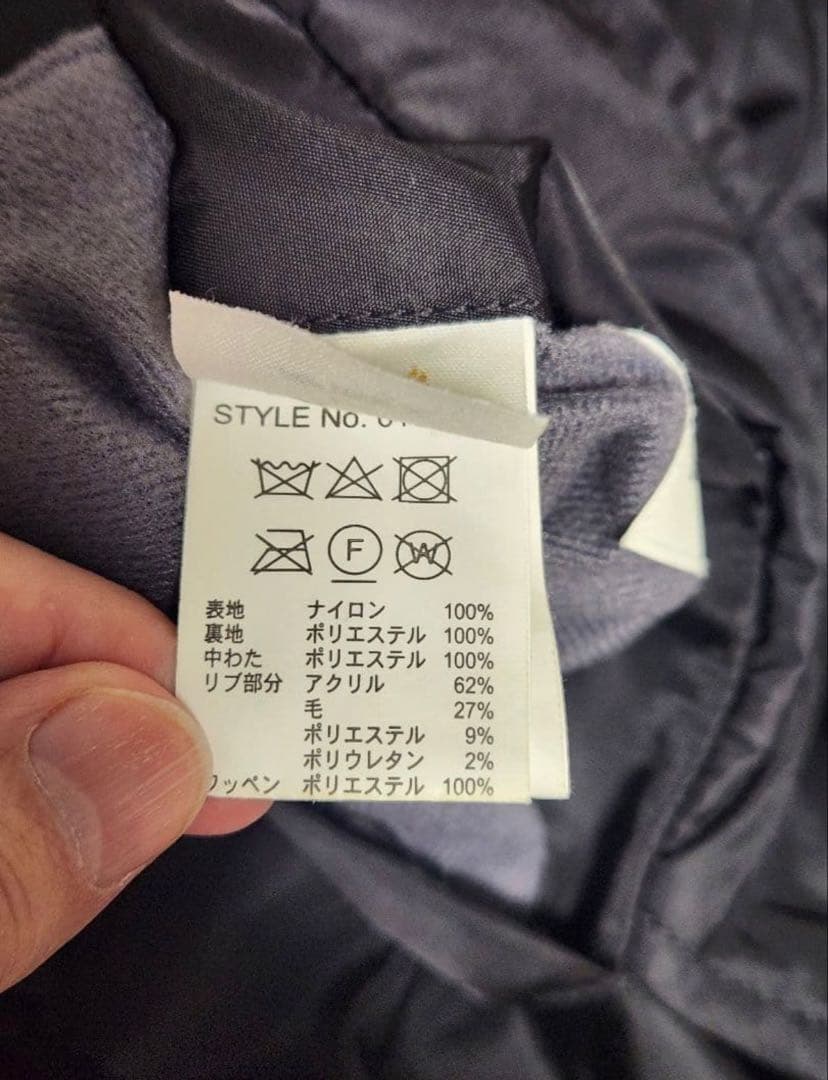 STYLE No.
F
W
表地 ナイロン 100%
裏地 ポリエステル 100%
中わた ポリエステル 100%
リブ部分 アクリル 62%
毛 27%
ポリエステル 9%
ポリウレタン 2%
ワッペン ポリエステル 100%